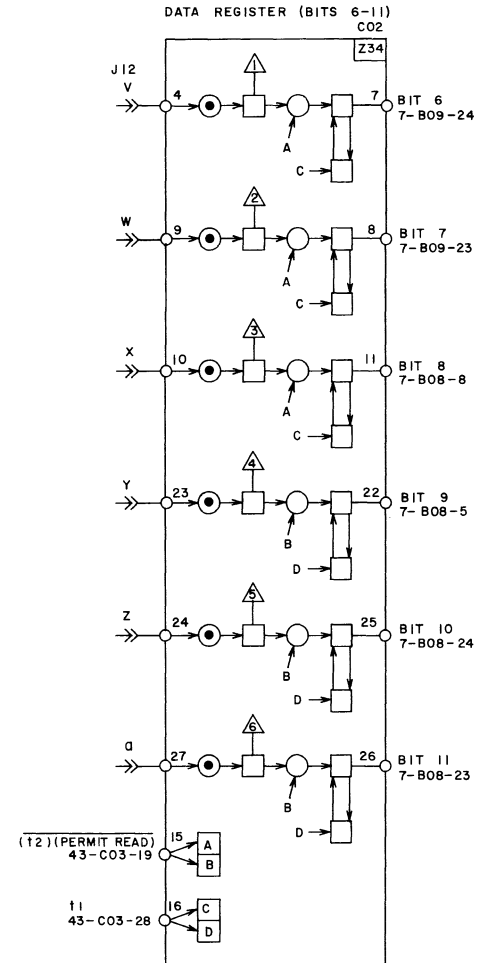 DATA REGISTER (BITS 6-11)
C02
Z34
J12
V
4
1
A
C
7
BIT 6
7-B09-24
W
9
2
A
C
8
BIT 7
7-B09-23
X
10
3
A
C
11
BIT 8
7-B08-8
Y
23
4
B
D
22
BIT 9
7-B08-5
Z
24
5
B
D
25
BIT 10
7-B08-24
a
27
6
B
D
26
BIT 11
7-B08-23
(t2)(PERMIT READ)
43-C03-19
15
A
B
t1
43-C03-28
16
C
D